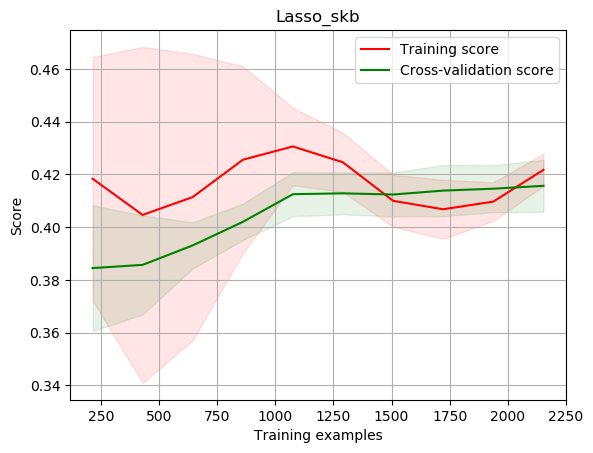 Lasso_skb
Training score
Cross-validation score
Score
0.46
0.44
0.42
0.40
0.38
0.36
0.34
250 500 750 1000 1250 1500 1750 2000 2250
Training examples